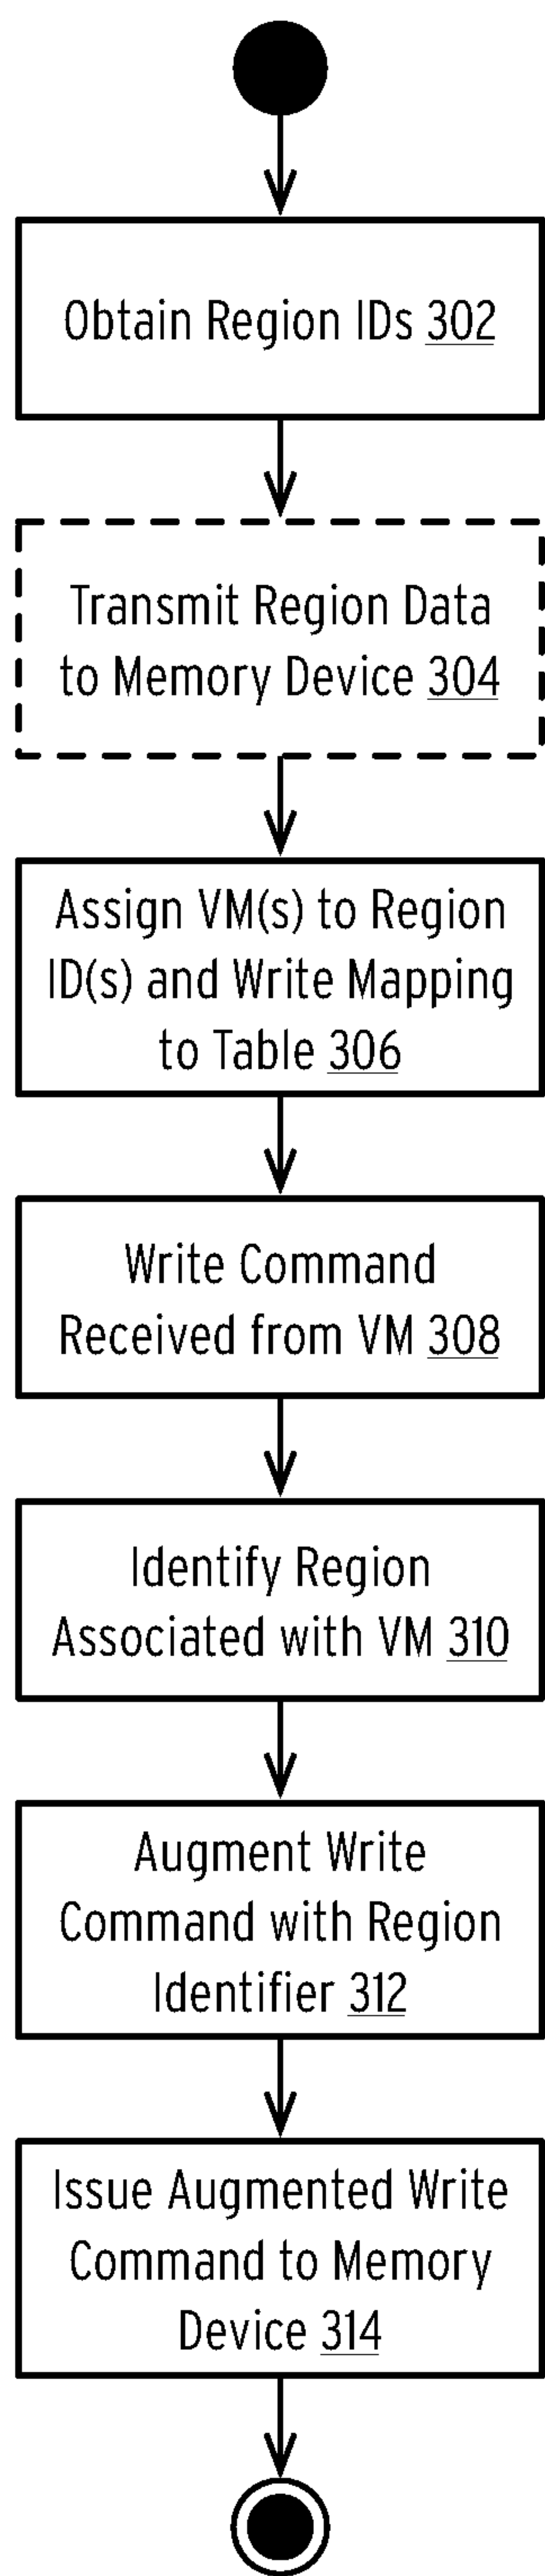 Obtain Region IDs 302
Transmit Region Data
to Memory Device 304
Assign VM(s) to Region
ID(s) and Write Mapping
to Table 306
Write Command
Received from VM 308
Identify Region
Associated with VM 310
Augment Write
Command with Region
Identifier 312
Issue Augmented Write
Command to Memory
Device 314